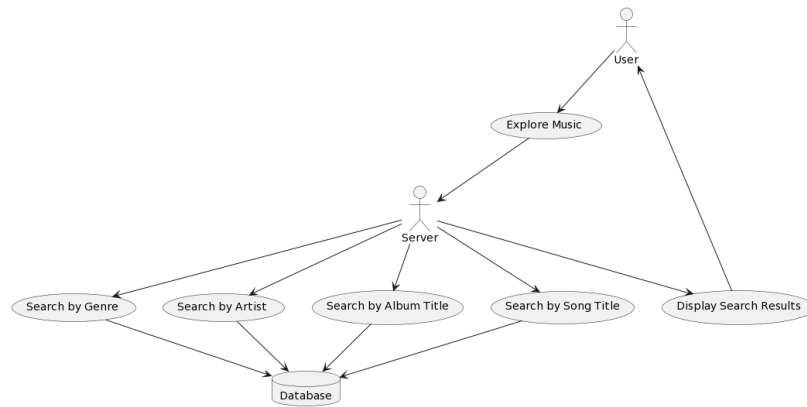 User
Explore Music
Server
Search by Genre
Search by Artist
Search by Album Title
Search by Song Title
Display Search Results
Database